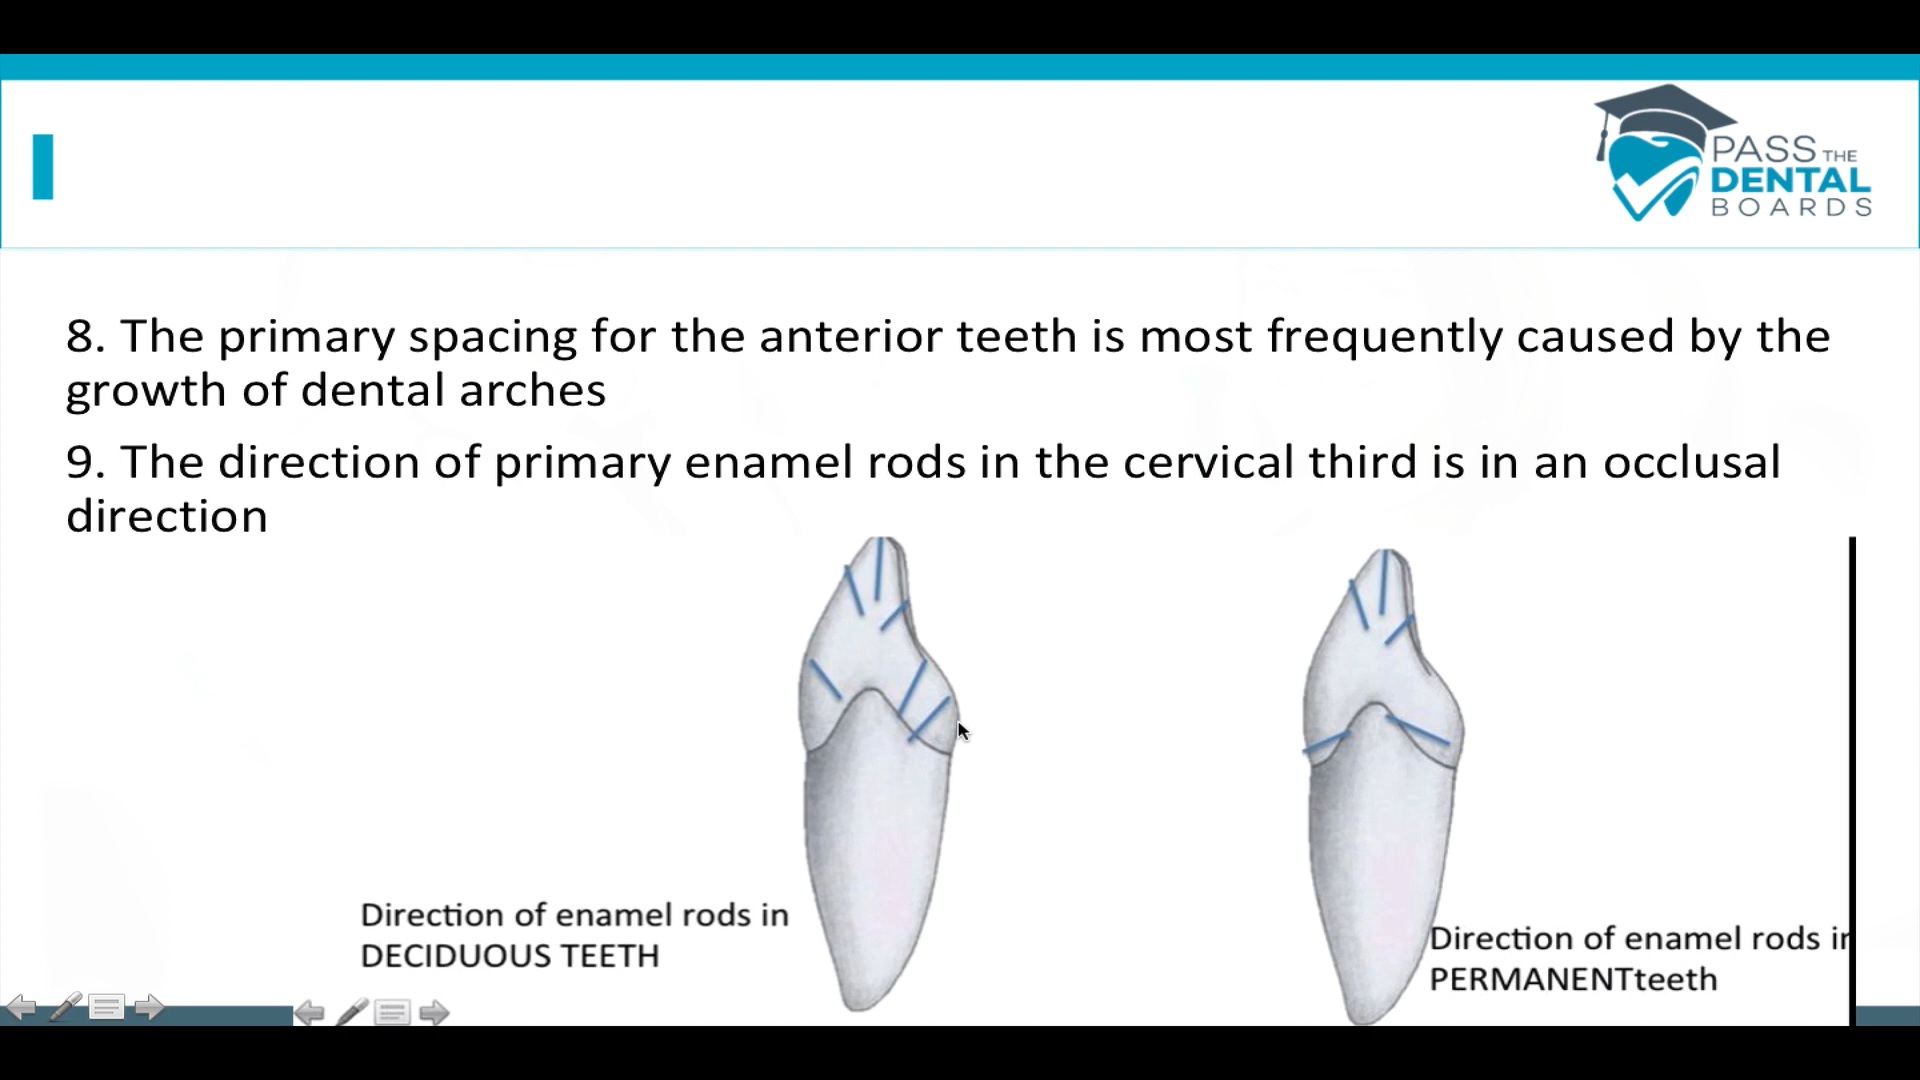 PASS THE
DENTAL
BOARDS
8. The primary spacing for the anterior teeth is most frequently caused by the
growth of dental arches
9. The direction of primary enamel rods in the cervical third is in an occlusal
direction
Direction of enamel rods in
DECIDUOUS TEETH
Direction of enamel rods in
PERMANENTteeth